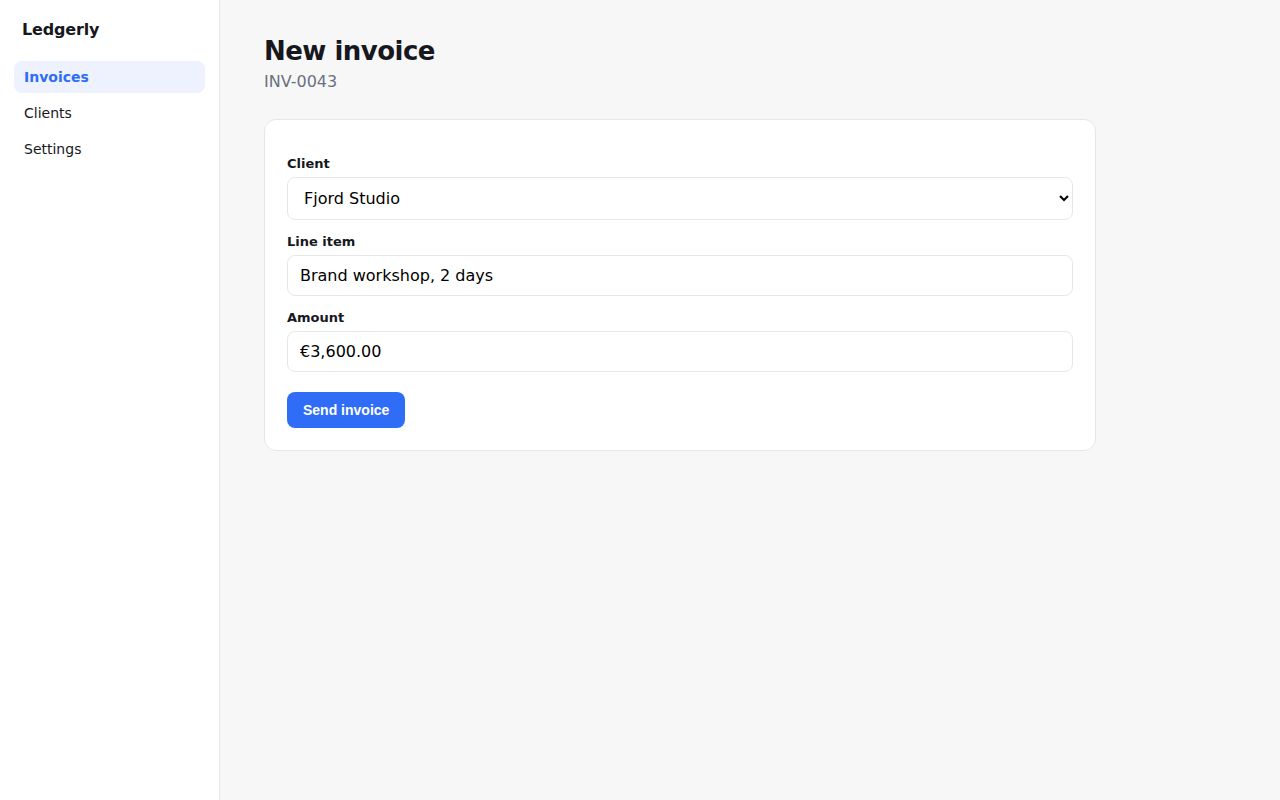 Ledgerly
Invoices
Clients
Settings
New invoice
INV-0043
Client
Fjord Studio
Line item
Brand workshop, 2 days
Amount
€3,600.00
Send invoice